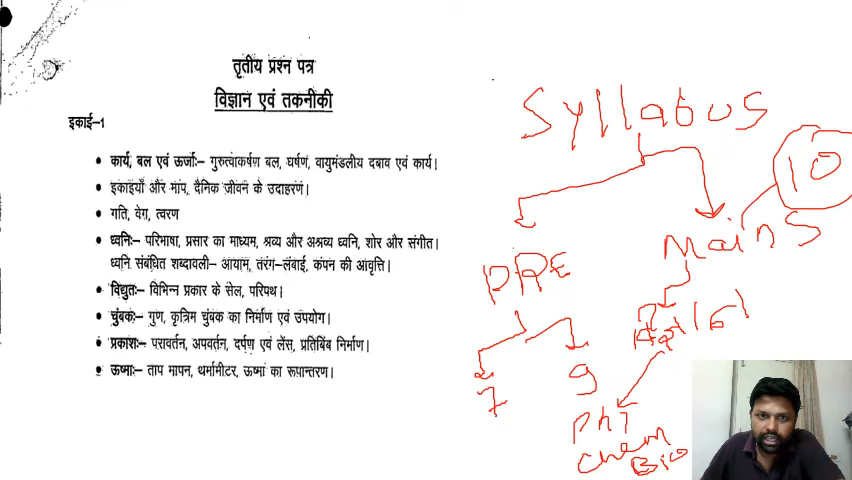 तृतीय प्रश्न पत्र
विज्ञान एवं तकनीकी
इकाई-1
• कार्य, बल एवं ऊर्जाः- गुरुत्वाकर्षण बल, घर्षण, वायुमंडलीय दबाव एवं कार्य।
• इकाइयाँ और माप, दैनिक जीवन के उदाहरण।
• गति, वेग, त्वरण
• ध्वनिः- परिभाषा, प्रसार का माध्यम, श्रव्य और अश्रव्य ध्वनि, शोर और संगीत।
ध्वनि संबंधित शब्दावली- आयाम, तरंग-लंबाई, कंपन की आवृत्ति।
• विद्युतः- विभिन्न प्रकार के सेल, परिपथ।
• चुंबकः- गुण, कृत्रिम चुंबक का निर्माण एवं उपयोग।
• प्रकाशः- परावर्तन, अपवर्तन, दर्पण एवं लेंस, प्रतिबिंब निर्माण।
• ऊष्माः- ताप मापन, थर्मामीटर, ऊष्मा का रूपान्तरण।
Syllabus
10
Mains
PRE
7
9
Chem
Bio